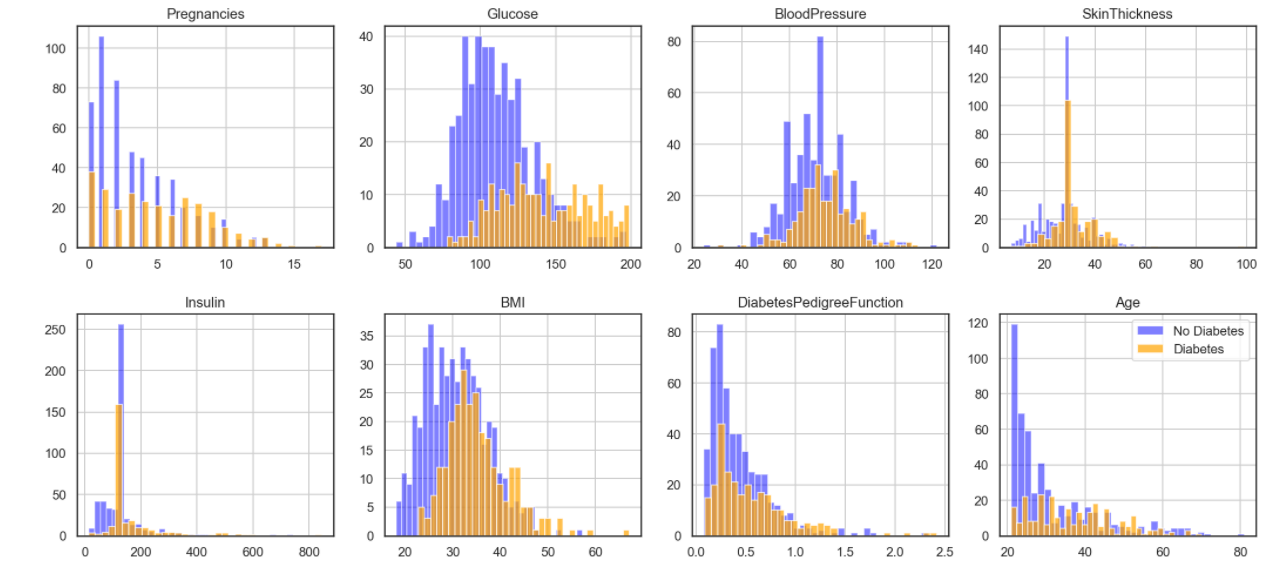 Pregnancies
100
80
60
40
20
0
0 5 10 15
Glucose
40
30
20
10
0
50 100 150 200
BloodPressure
80
60
40
20
0
20 40 60 80 100 120
SkinThickness
140
120
100
80
60
40
20
0
20 40 60 80 100
Insulin
250
200
150
100
50
0
0 200 400 600 800
BMI
35
30
25
20
15
10
5
0
20 30 40 50 60
DiabetesPedigreeFunction
80
60
40
20
0
0.0 0.5 1.0 1.5 2.0 2.5
Age
No Diabetes
Diabetes
120
100
80
60
40
20
0
20 40 60 80